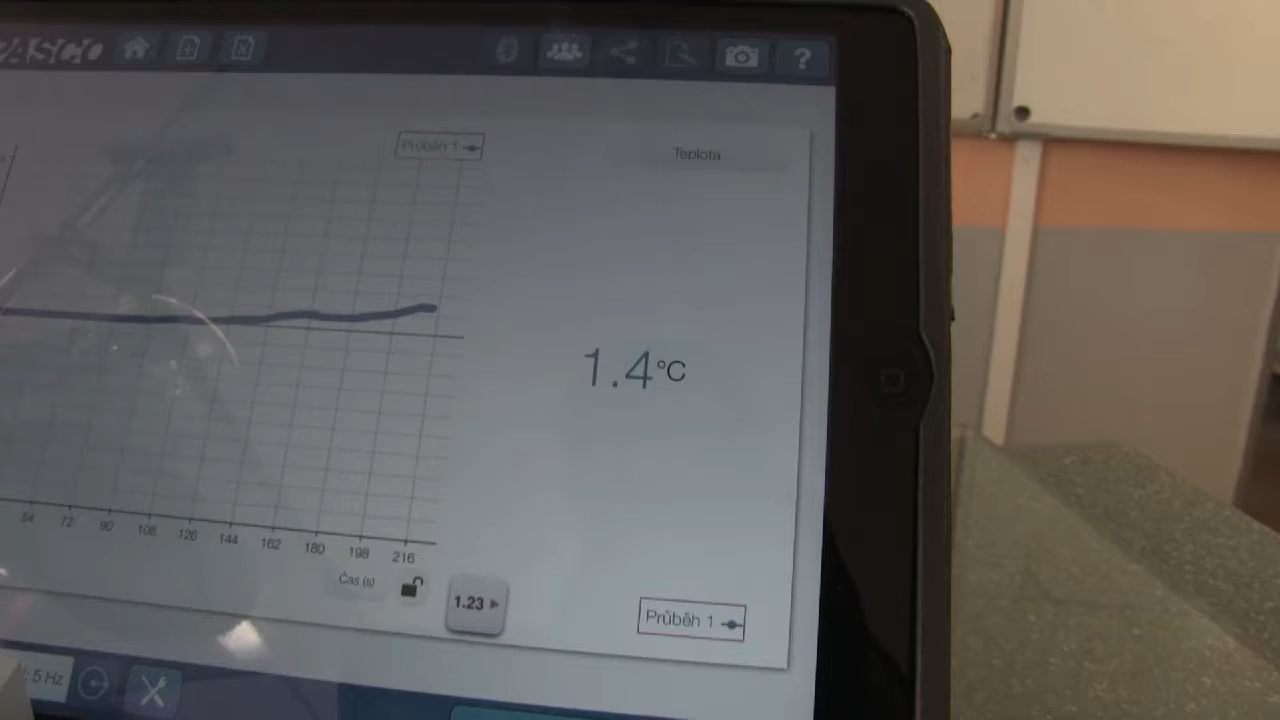 ?
Průběh 1
Teplota
1.4°C
54 72 90 108 126 144 162 180 198 216
Čas (s)
1.23
Průběh 1
: 5 Hz